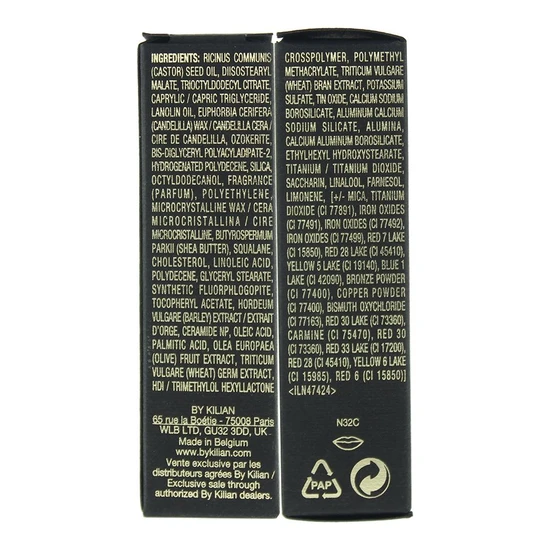 INGREDIENTS: RICINUS COMMUNIS
(CASTOR) SEED OIL, DIISOSTEARYL
MALATE, TRIOCTYLDODECYL CITRATE,
CAPRYLIC / CAPRIC TRIGLYCERIDE,
LANOLIN OIL, EUPHORBIA CERIFERA
(CANDELILLA) WAX / CANDELILLA CERA /
CIRE DE CANDELILLA, OZOKERITE,
BIS-DIGLYCERYL POLYACYLADIPATE-2,
HYDROGENATED POLYDECENE, SILICA,
OCTYLDODECANOL, FRAGRANCE
(PARFUM), POLYETHYLENE,
MICROCRYSTALLINE WAX / CERA
MICROCRISTALLINA / CIRE
MICROCRISTALLINE, BUTYROSPERMUM
PARKII (SHEA BUTTER), SQUALANE,
CHOLESTEROL, LINOLEIC ACID,
POLYDECENE, GLYCERYL STEARATE,
SYNTHETIC FLUORPHLOGOPITE,
TOCOPHERYL ACETATE, HORDEUM
VULGARE (BARLEY) EXTRACT / EXTRAIT
D'ORGE, CERAMIDE NP, OLEIC ACID,
PALMITIC ACID, OLEA EUROPAEA
(OLIVE) FRUIT EXTRACT, TRITICUM
VULGARE (WHEAT) GERM EXTRACT,
HDI / TRIMETHYLOL HEXYLLACTONE
BY KILIAN
65 rue la Boétie - 75008 Paris
WLB LTD, GU32 3DD, UK
Made in Belgium
www.bykilian.com
Vente exclusive par les
distributeurs agrées By Kilian /
Exclusive sale through
authorized By Kilian dealers.
CROSSPOLYMER, POLYMETHYL
METHACRYLATE, TRITICUM VULGARE
(WHEAT) BRAN EXTRACT, POTASSIUM
SULFATE, TIN OXIDE, CALCIUM SODIUM
BOROSILICATE, ALUMINUM CALCIUM
SODIUM SILICATE, ALUMINA,
CALCIUM ALUMINUM BOROSILICATE,
ETHYLHEXYL HYDROXYSTEARATE,
TITANIUM / TITANIUM DIOXIDE,
SACCHARIN, LINALOOL, FARNESOL,
LIMONENE, [+/- MICA, TITANIUM
DIOXIDE (CI 77891), IRON OXIDES
(CI 77491), IRON OXIDES (CI 77492),
IRON OXIDES (CI 77499), RED 7 LAKE
(CI 15850), RED 28 LAKE (CI 45410),
YELLOW 5 LAKE (CI 19140), BLUE 1
LAKE (CI 42090), BRONZE POWDER
(CI 77400), COPPER POWDER
(CI 77400), BISMUTH OXYCHLORIDE
(CI 77163), RED 30 LAKE (CI 73360),
CARMINE (CI 75470), RED 30
(CI 73360), RED 33 LAKE (CI 17200),
RED 28 (CI 45410), YELLOW 6 LAKE
(CI 15985), RED 6 (CI 15850)]
<ILN47424>
N32C
PAP